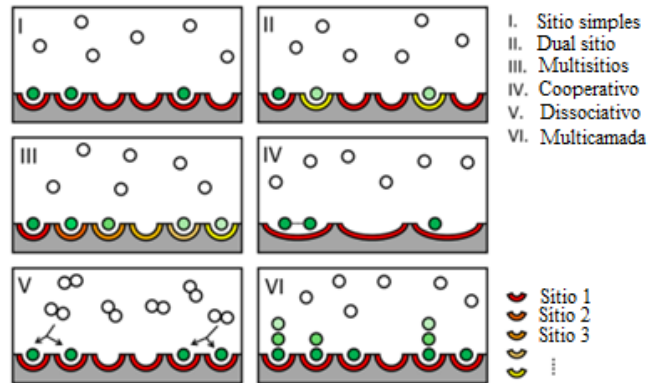 I
II
I. Sitio simples
II. Dual sitio
III. Multisitios
IV. Cooperativo
V. Dissociativo
VI. Multicamada
III
IV
V
VI
Sitio 1
Sitio 2
Sitio 3